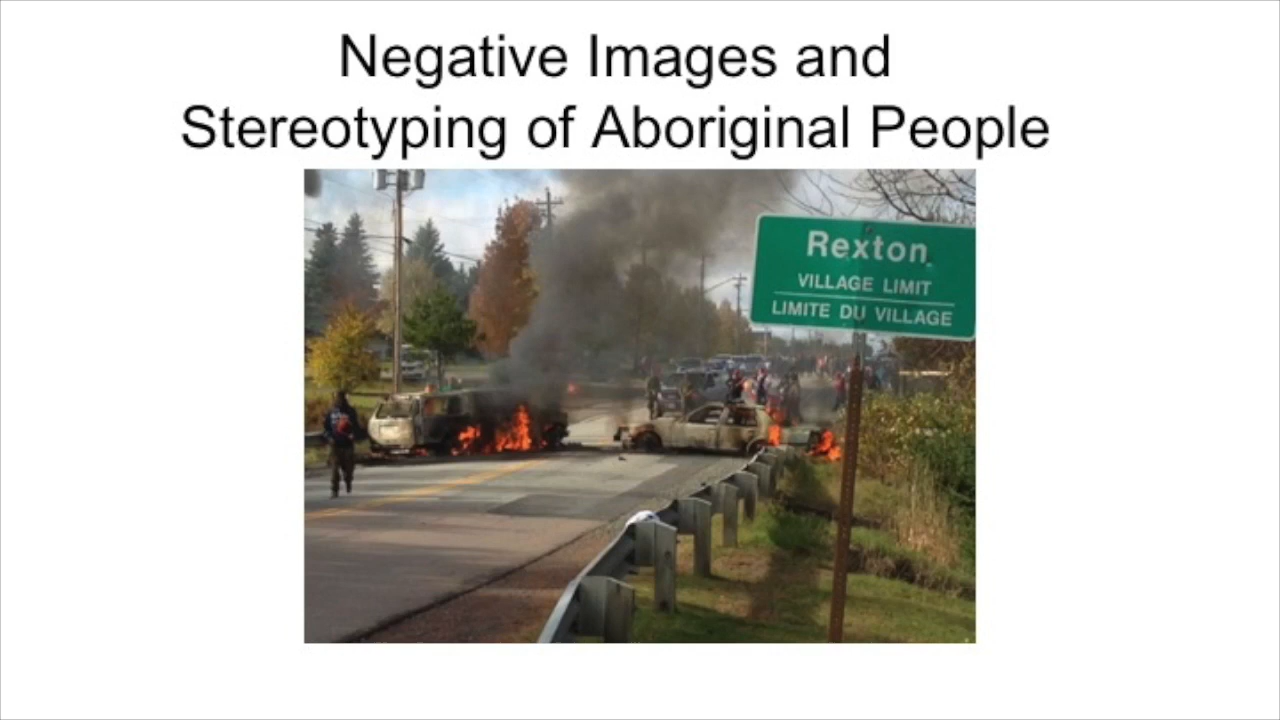 Negative Images and
Stereotyping of Aboriginal People
Rexton
VILLAGE LIMIT
LIMITE DU VILLAGE